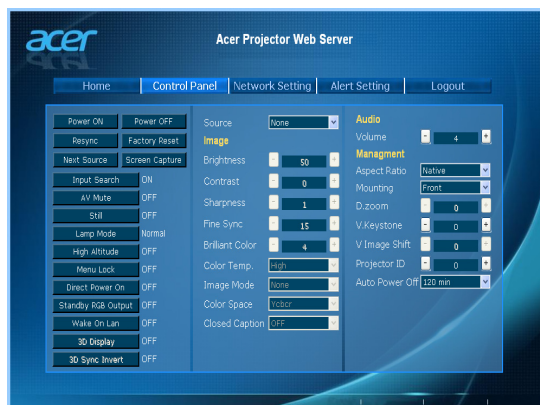 acer
Acer Projector Web Server
Home Control Panel Network Setting Alert Setting Logout
Power ON Power OFF
Resync Factory Reset
Next Source Screen Capture
Input Search ON
AV Mute OFF
Still OFF
Lamp Mode Normal
High Altitude OFF
Menu Lock OFF
Direct Power On OFF
Standby RGB Output OFF
Wake On Lan OFF
3D Display OFF
3D Sync Invert OFF
Source None
Image
Brightness - 50 +
Contrast - 0 +
Sharpness - 1 +
Fine Sync - 15 +
Brilliant Color - 4 +
Color Temp. High
Image Mode None
Color Space Ycbcr
Closed Caption OFF
Audio
Volume - 4 +
Managment
Aspect Ratio Native
Mounting Front
D.zoom - 0 +
V.Keystone - 0 +
V Image Shift - 0 +
Projector ID - 0 +
Auto Power Off 120 min